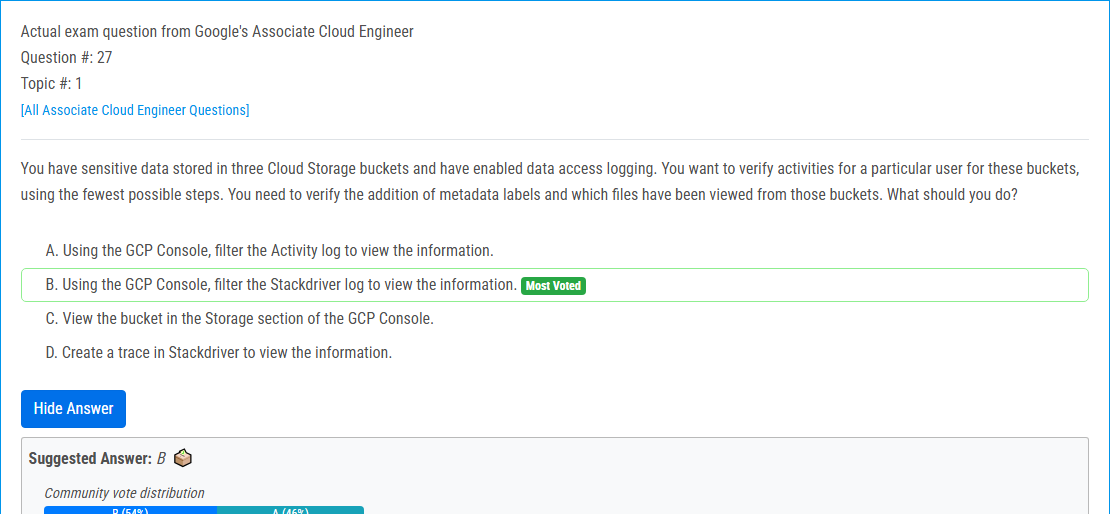 Actual exam question from Google's Associate Cloud Engineer
Question #: 27
Topic #: 1
[All Associate Cloud Engineer Questions]
You have sensitive data stored in three Cloud Storage buckets and have enabled data access logging. You want to verify activities for a particular user for these buckets,
using the fewest possible steps. You need to verify the addition of metadata labels and which files have been viewed from those buckets. What should you do?
A. Using the GCP Console, filter the Activity log to view the information.
B. Using the GCP Console, filter the Stackdriver log to view the information. Most Voted
C. View the bucket in the Storage section of the GCP Console.
D. Create a trace in Stackdriver to view the information.
Hide Answer
Suggested Answer: B
Community vote distribution
B (54%) A (46%)